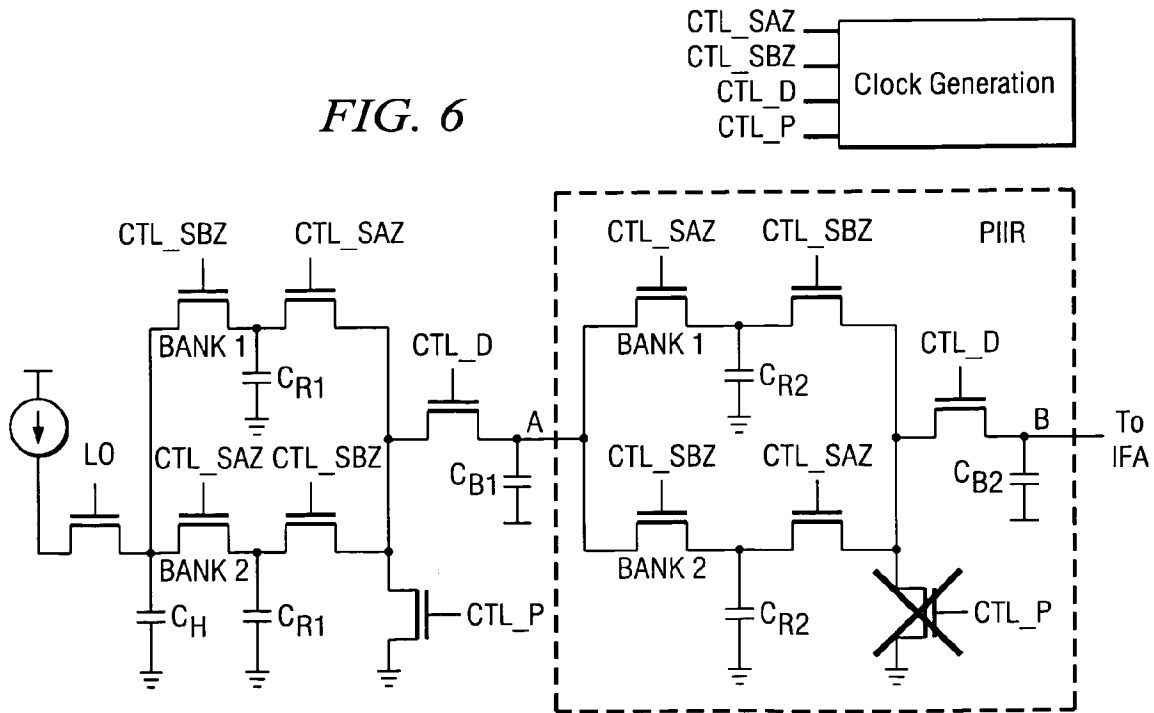 CTL_SAZ
CTL_SBZ
CTL_D
CTL_P
Clock Generation
FIG. 6
CTL_SBZ
CTL_SAZ
CTL_SAZ
CTL_SBZ
PIIR
BANK 1
CR1
CTL_D
BANK 1
CR2
CTL_D
LO
CTL_SAZ
CTL_SBZ
A
CB1
CTL_SBZ
CTL_SAZ
B
CB2
To
IFA
BANK 2
CH
CR1
CTL_P
BANK 2
CR2
CTL_P